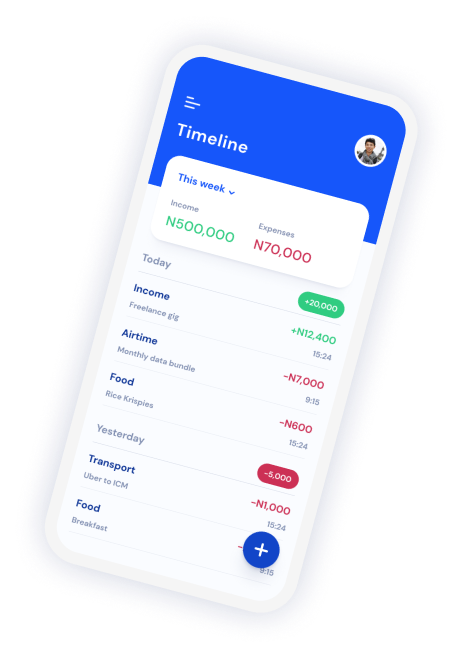 Timeline
This week
Income Expenses
N500,000 N70,000
Today +20,000
Income +N12,400
Freelance gig 15:24
Airtime -N7,000
Monthly data bundle 9:15
Food -N600
Rice Krispies 15:24
Yesterday -5,000
Transport -N1,000
Uber to ICM 15:24
Food -
Breakfast 9:15